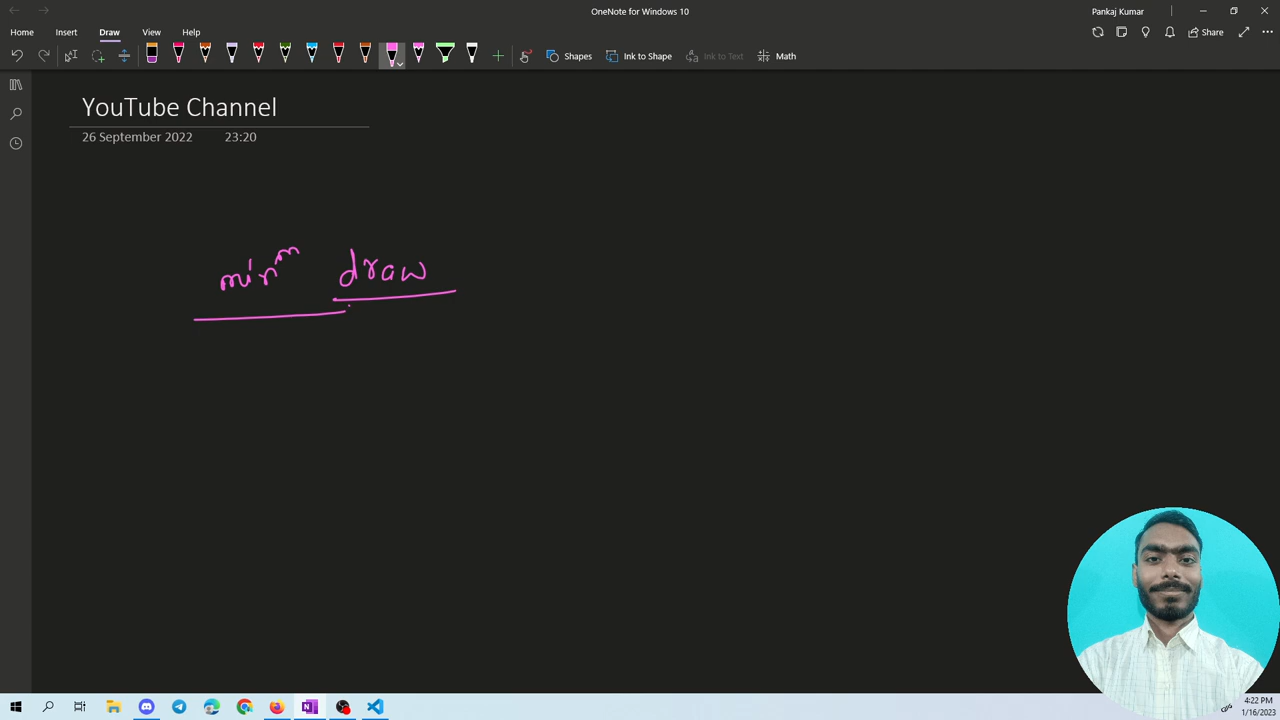 OneNote for Windows 10
Pankaj Kumar
Home Insert Draw View Help
Share
Shapes Ink to Shape Ink to Text Math
YouTube Channel
26 September 2022 23:20
minᵐ draw
4:22 PM
1/16/2023